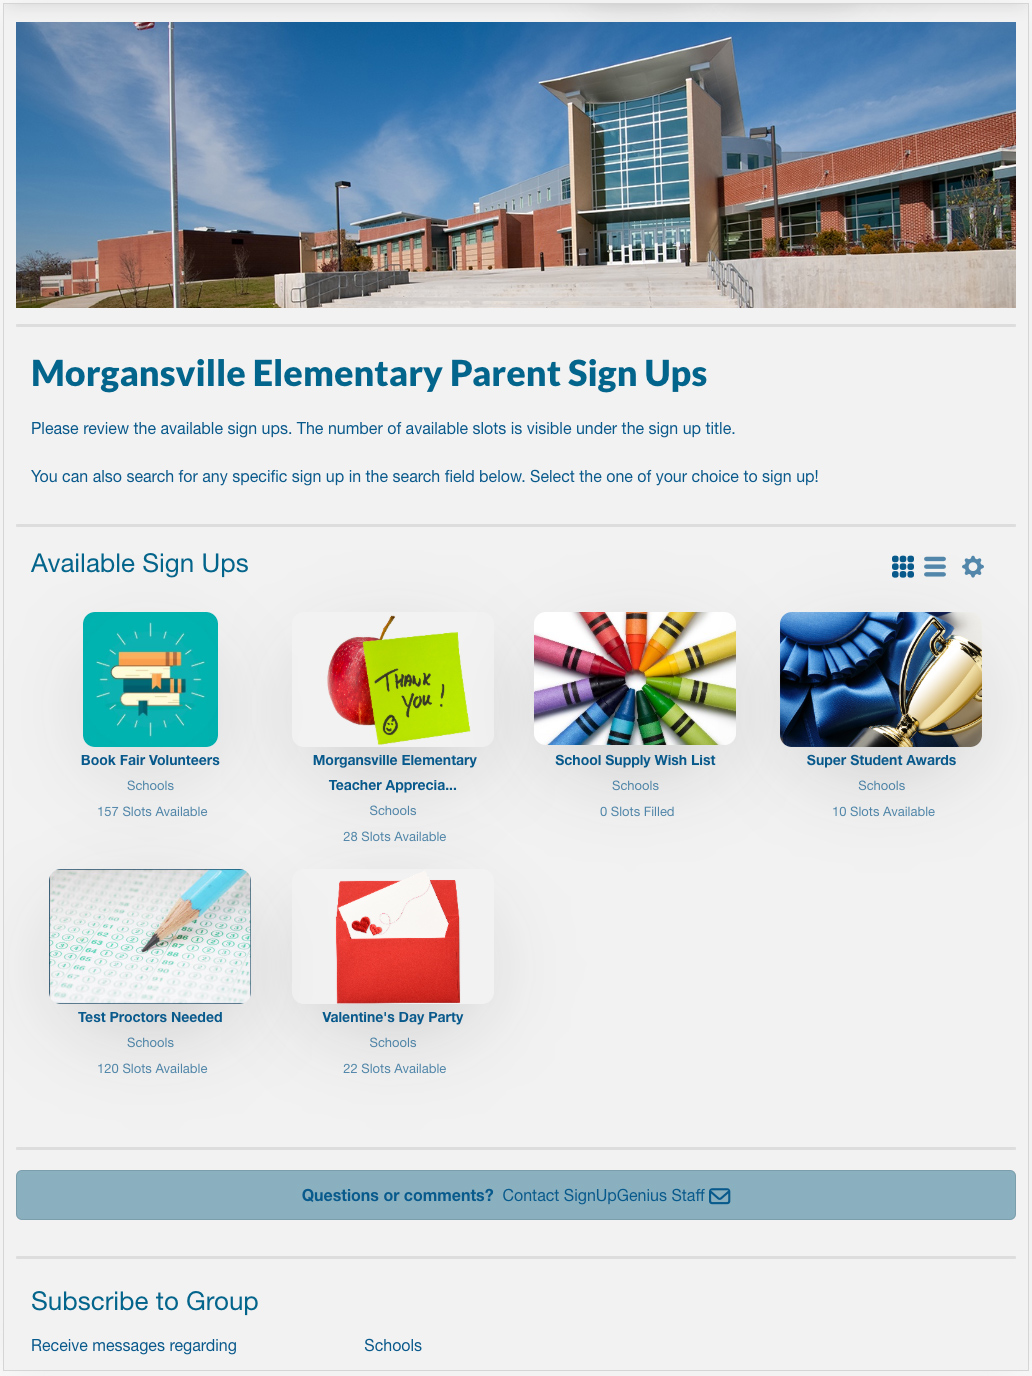 Morgansville Elementary Parent Sign Ups
Please review the available sign ups. The number of available slots is visible under the sign up title.
You can also search for any specific sign up in the search field below. Select the one of your choice to sign up!
Available Sign Ups
THANK
YOU!
Book Fair Volunteers
Schools
157 Slots Available
Morgansville Elementary
Teacher Apprecia...
Schools
28 Slots Available
School Supply Wish List
Schools
0 Slots Filled
Super Student Awards
Schools
10 Slots Available
Test Proctors Needed
Schools
120 Slots Available
Valentine's Day Party
Schools
22 Slots Available
Questions or comments? Contact SignUpGenius Staff
Subscribe to Group
Receive messages regarding Schools